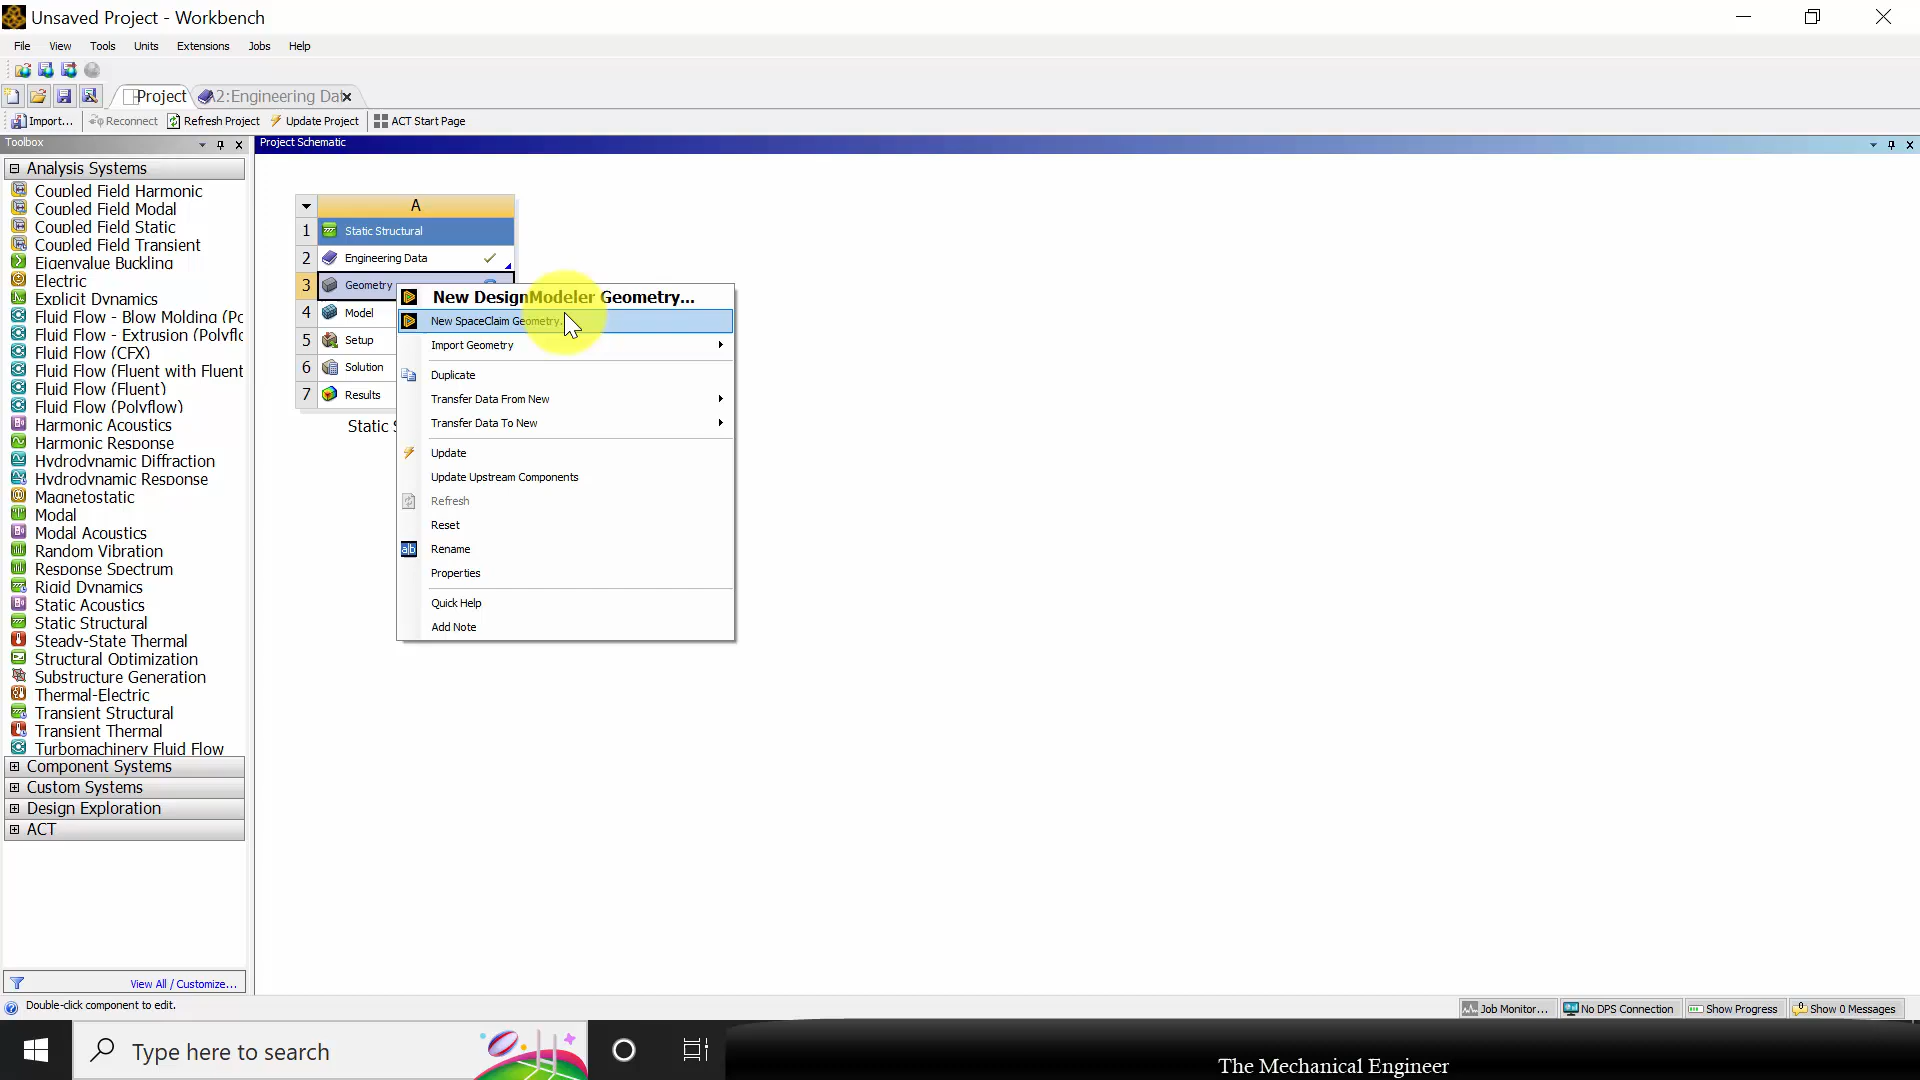 Unsaved Project - Workbench
File View Tools Units Extensions Jobs Help
Project A2:Engineering Dat
Import... Reconnect Refresh Project Update Project ACT Start Page
Toolbox
Analysis Systems
Coupled Field Harmonic
Coupled Field Modal
Coupled Field Static
Coupled Field Transient
Eigenvalue Buckling
Electric
Explicit Dynamics
Fluid Flow - Blow Molding (Pc
Fluid Flow - Extrusion (Polyflo
Fluid Flow (CFX)
Fluid Flow (Fluent with Fluent
Fluid Flow (Fluent)
Fluid Flow (Polyflow)
Harmonic Acoustics
Harmonic Response
Hydrodynamic Diffraction
Hydrodynamic Response
Magnetostatic
Modal
Modal Acoustics
Random Vibration
Response Spectrum
Rigid Dynamics
Static Acoustics
Static Structural
Steady-State Thermal
Structural Optimization
Substructure Generation
Thermal-Electric
Transient Structural
Transient Thermal
Turbomachinery Fluid Flow
Component Systems
Custom Systems
Design Exploration
ACT
View All / Customize...
Project Schematic
A
1 Static Structural
2 Engineering Data
3 Geometry
4 Model
5 Setup
6 Solution
7 Results
Static S
New DesignModeler Geometry...
New SpaceClaim Geometry...
Import Geometry
Duplicate
Transfer Data From New
Transfer Data To New
Update
Update Upstream Components
Refresh
Reset
Rename
Properties
Quick Help
Add Note
Double-click component to edit.
Job Monitor... No DPS Connection Show Progress Show 0 Messages
Type here to search
The Mechanical Engineer